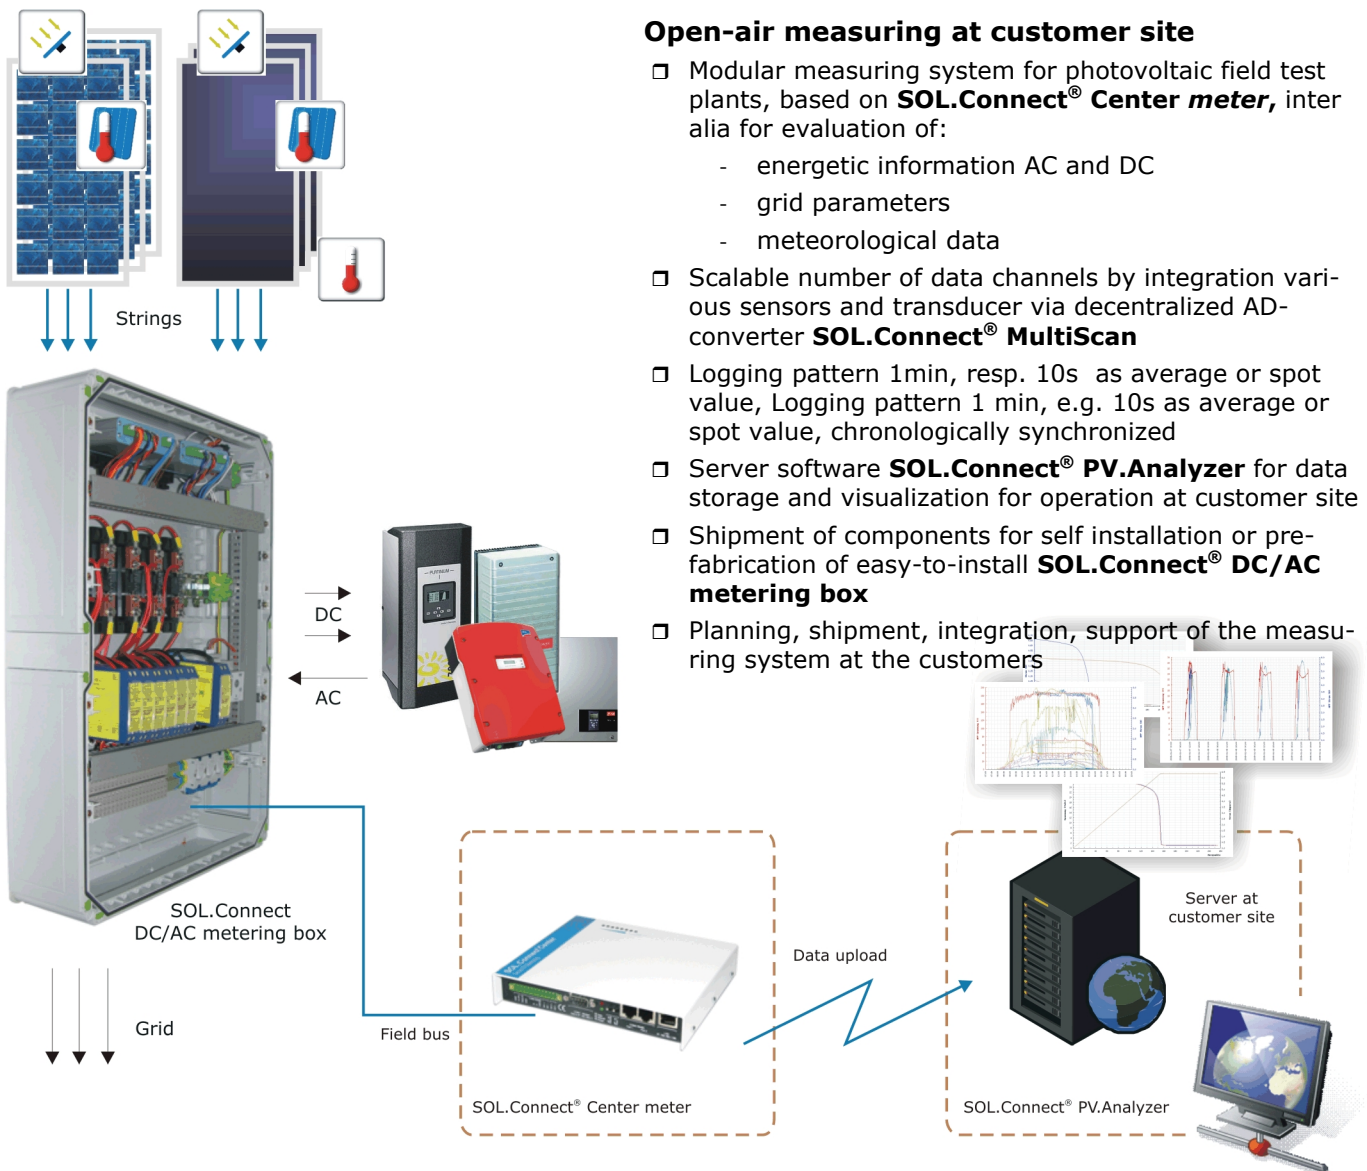 Open-air measuring at customer site
❒ Modular measuring system for photovoltaic field test
plants, based on SOL.Connect® Center meter, inter
alia for evaluation of:
- energetic information AC and DC
- grid parameters
- meteorological data
❒ Scalable number of data channels by integration vari-
ous sensors and transducer via decentralized AD-
converter SOL.Connect® MultiScan
❒ Logging pattern 1min, resp. 10s as average or spot
value, Logging pattern 1 min, e.g. 10s as average or
spot value, chronologically synchronized
❒ Server software SOL.Connect® PV.Analyzer for data
storage and visualization for operation at customer site
❒ Shipment of components for self installation or pre-
fabrication of easy-to-install SOL.Connect® DC/AC
metering box
❒ Planning, shipment, integration, support of the measu-
ring system at the customers
Strings
DC
AC
PLATINUM
SOL.Connect
DC/AC metering box
Grid
Field bus
SOL.Connect Center
SOL.Connect® Center meter
Data upload
Server at
customer site
SOL.Connect® PV.Analyzer